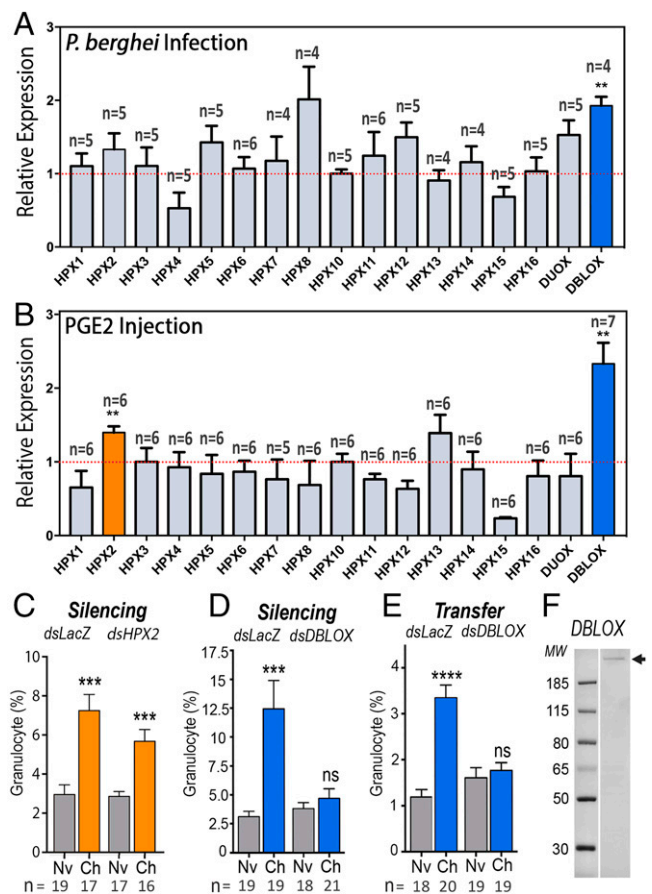 A
P. berghei Infection
Relative Expression
3
2
1
0
n=5
n=5
n=5
n=5
n=5
n=6
n=4
n=4
n=5
n=6
n=5
n=4
n=4
n=5
n=5
n=5
n=4
**
HPX1
HPX2
HPX3
HPX4
HPX5
HPX6
HPX7
HPX8
HPX10
HPX11
HPX12
HPX13
HPX14
HPX15
HPX16
DUOX
DBLOX
B
PGE2 Injection
Relative Expression
3
2
1
0
n=6
n=6
**
n=6
n=6
n=6
n=6
n=5
n=6
n=6
n=6
n=6
n=6
n=6
n=6
n=6
n=6
n=7
**
HPX1
HPX2
HPX3
HPX4
HPX5
HPX6
HPX7
HPX8
HPX10
HPX11
HPX12
HPX13
HPX14
HPX15
HPX16
DUOX
DBLOX
C
Silencing
dsLacZ dsHPX2
Granulocyte (%)
10
8
6
4
2
0
***
***
Nv Ch Nv Ch
n= 19 17 17 16
D
Silencing
dsLacZ dsDBLOX
Granulocyte (%)
17.5
15.0
12.5
10.0
7.5
5.0
2.5
0
***
ns
Nv Ch Nv Ch
19 19 18 21
E
Transfer
dsLacZ dsDBLOX
Granulocyte (%)
4
3
2
1
0
****
ns
Nv Ch Nv Ch
n = 18 20 19 19
F
DBLOX
MW
185
115
80
65
50
30